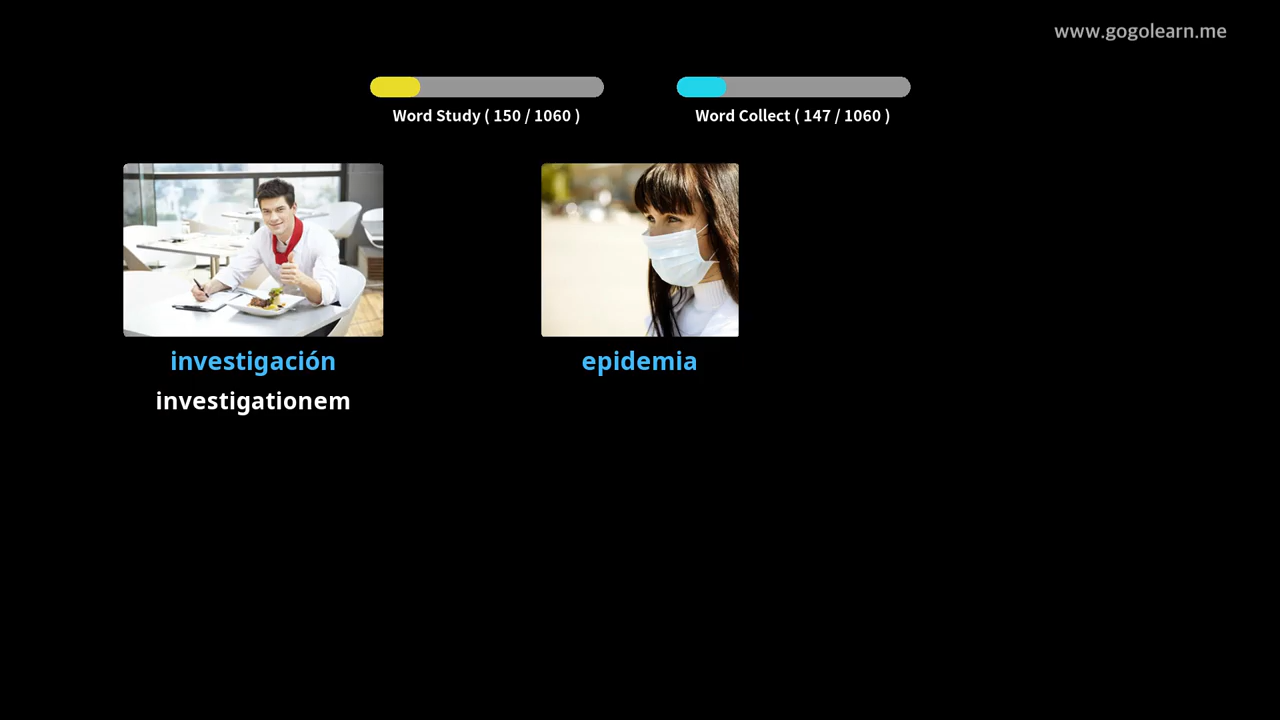 www.gogolearn.me
Word Study ( 150 / 1060 )
Word Collect ( 147 / 1060 )
investigación
epidemia
investigationem